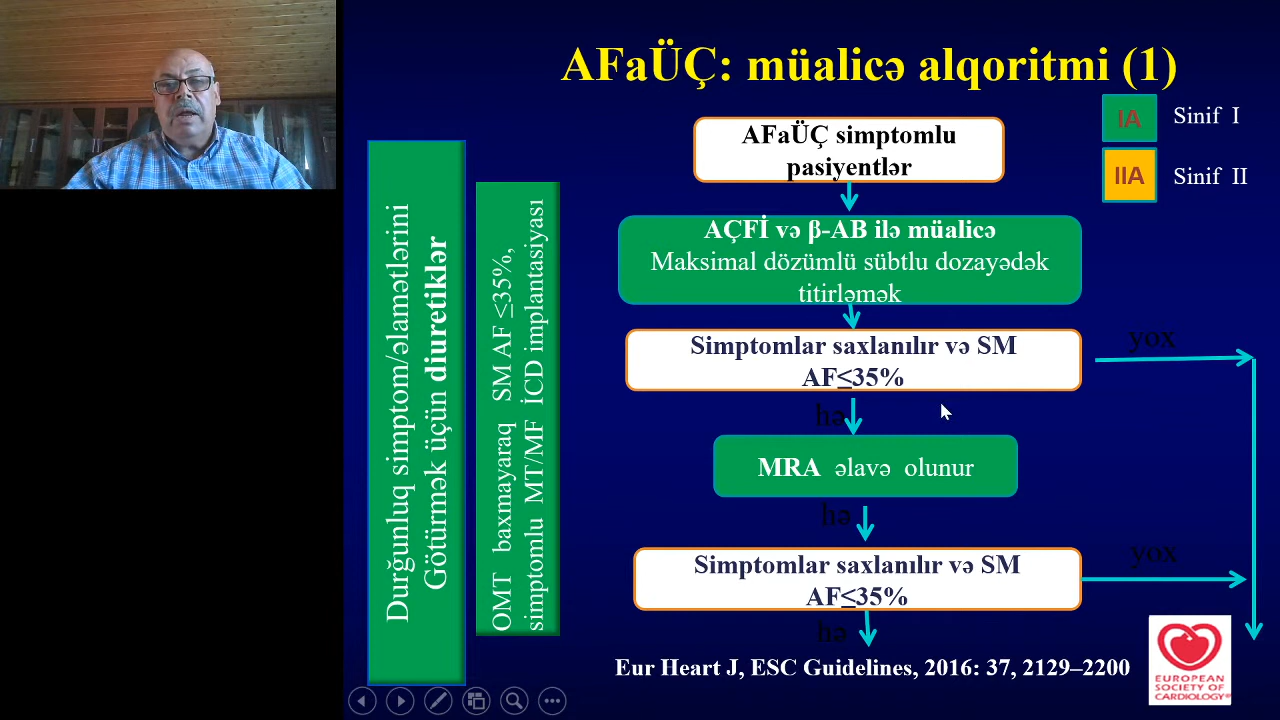 AFaÜÇ: müalicə alqoritmi (1)
IA
Sinif I
IIA
Sinif II
AFaÜÇ simptomlu
pasiyentlər
AÇFİ və β-AB ilə müalicə
Maksimal dözümlü sübtlu dozayədək
titirləmək
Simptomlar saxlanılır və SM
AF≤35%
yox
hə
MRA əlavə olunur
hə
Simptomlar saxlanılır və SM
AF≤35%
yox
hə
Durğunluq simptom/əlamətlərini
Götürmək üçün diuretiklər
OMT baxmayaraq SM AF ≤35%,
simptomlu MT/MF İCD implantasiyası
Eur Heart J, ESC Guidelines, 2016: 37, 2129–2200
EUROPEAN
SOCIETY OF
CARDIOLOGY®